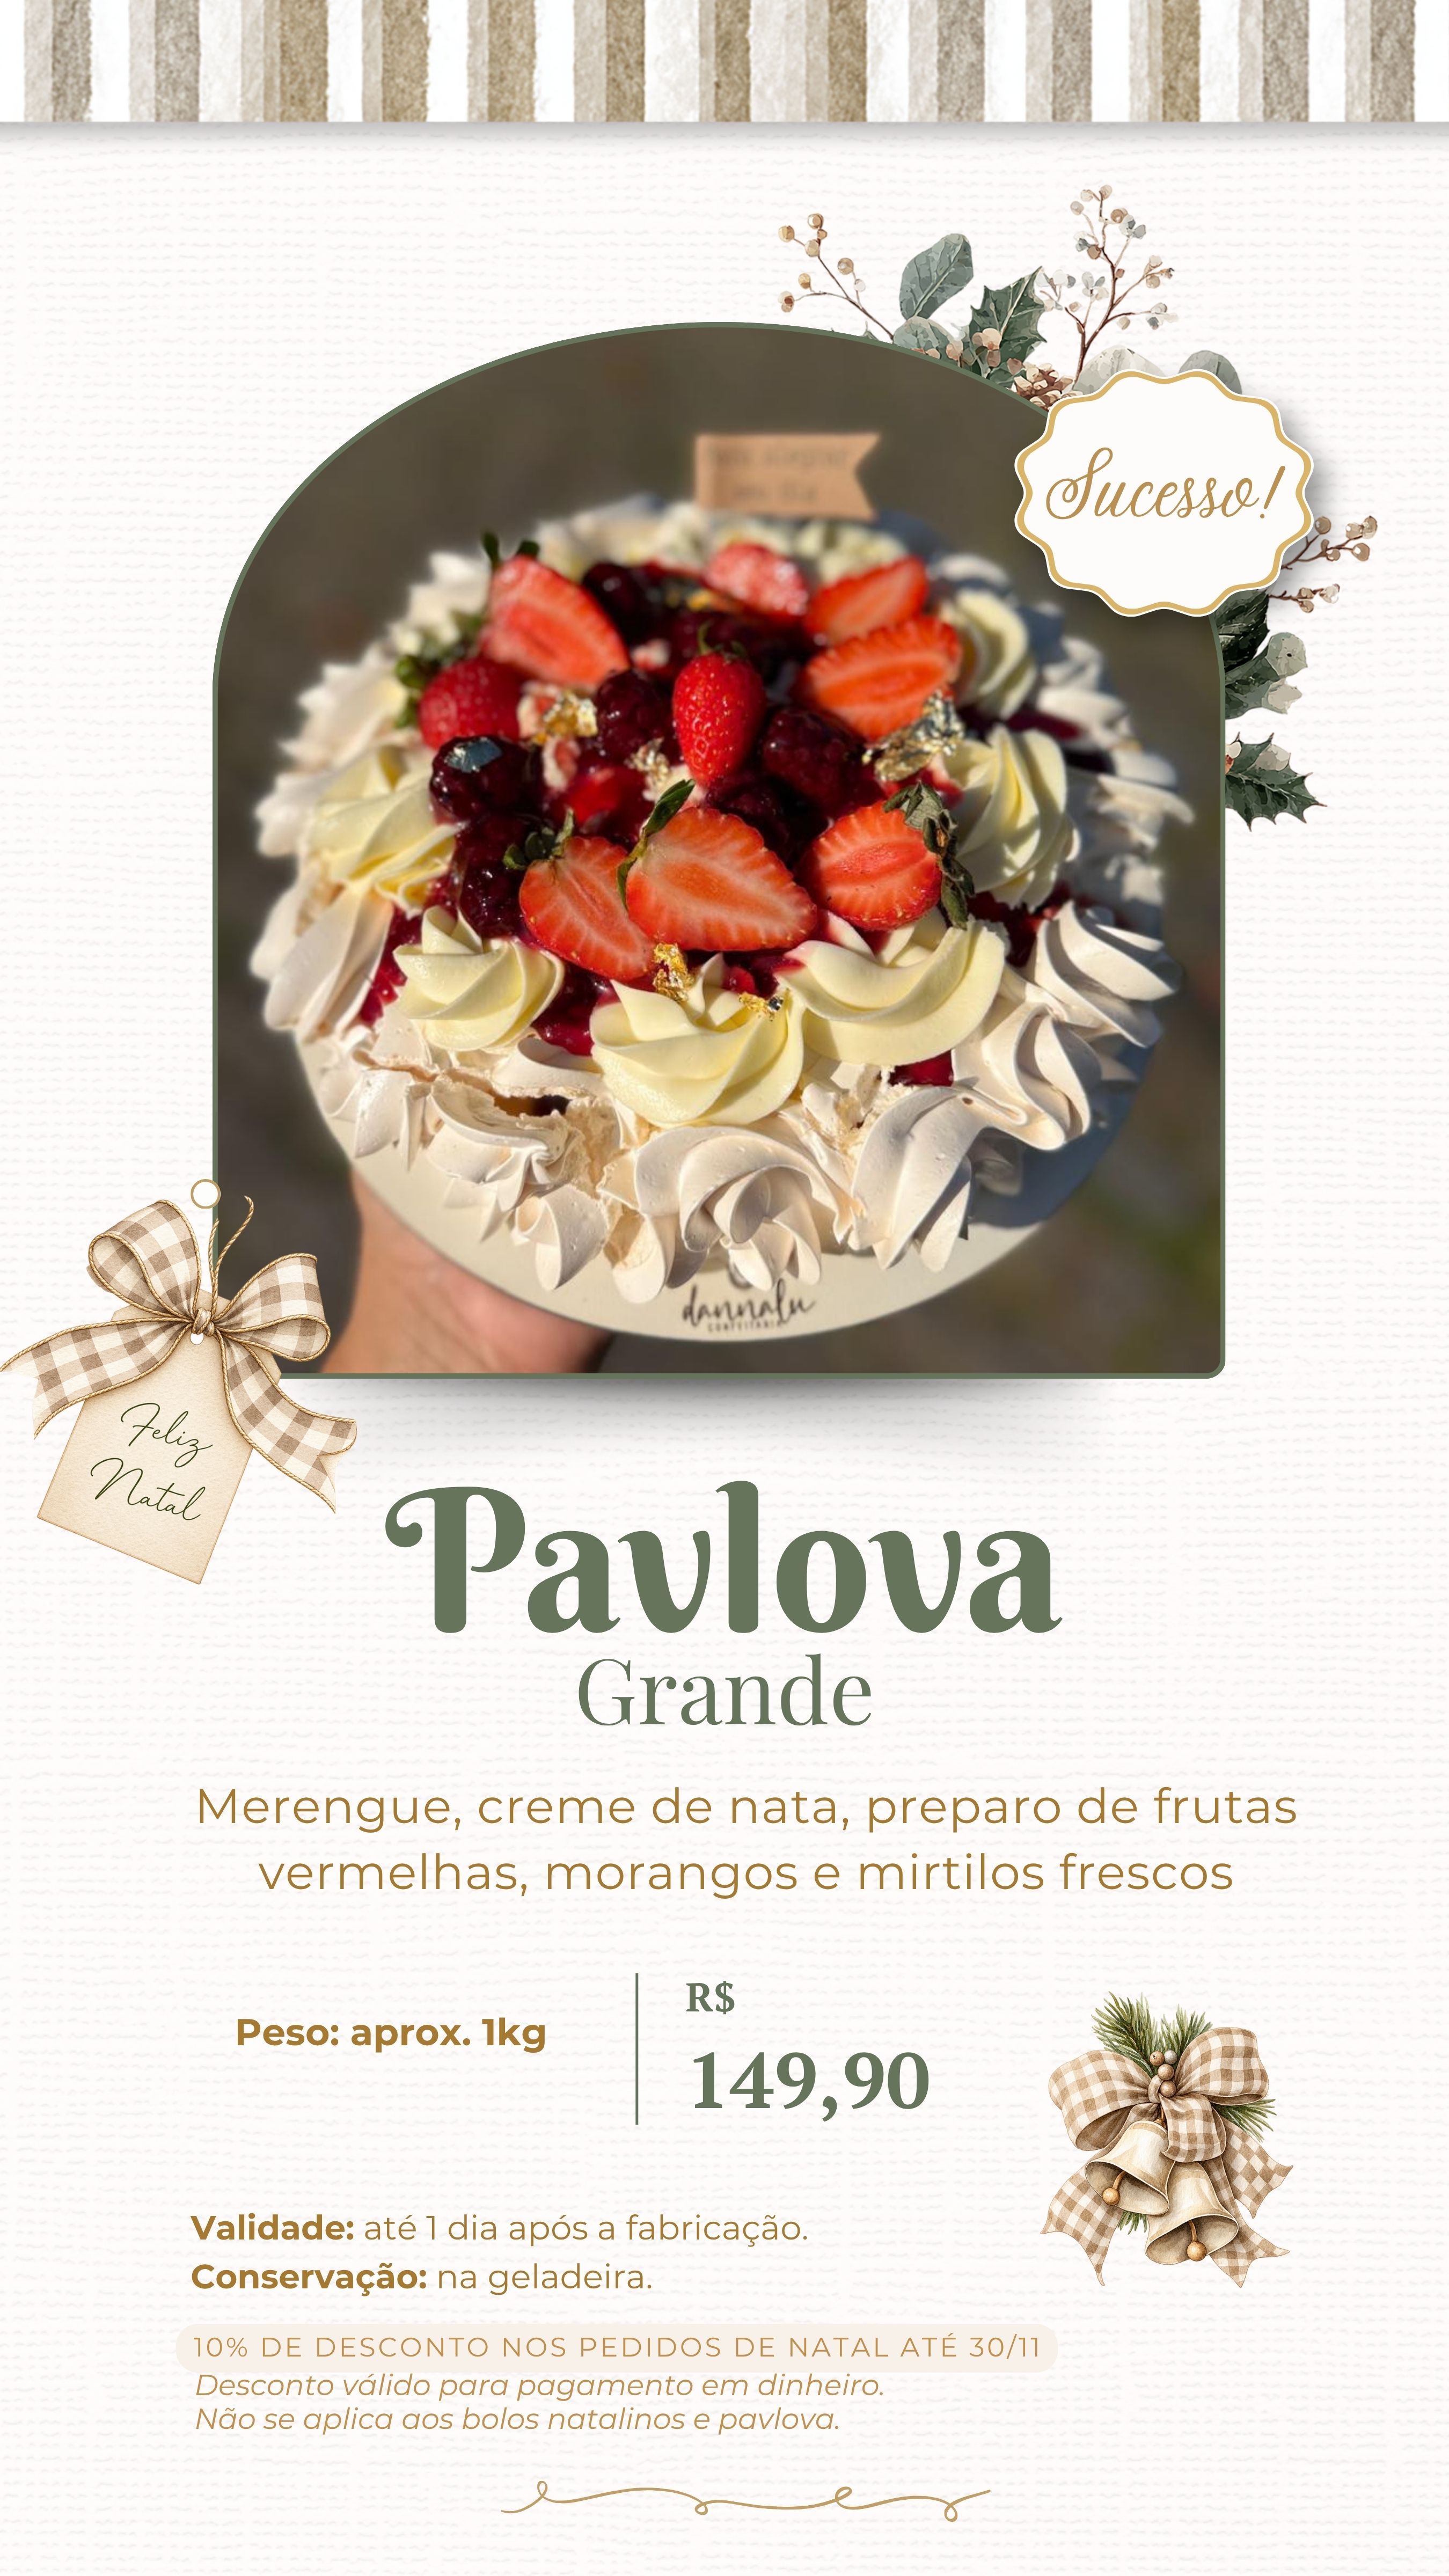 Sucesso!
dannalu
CONFEITARIA
Feliz
Natal
Pavlova
Grande
Merengue, creme de nata, preparo de frutas
vermelhas, morangos e mirtilos frescos
Peso: aprox. 1kg
R$
149,90
Validade: até 1 dia após a fabricação.
Conservação: na geladeira.
10% DE DESCONTO NOS PEDIDOS DE NATAL ATÉ 30/11
Desconto válido para pagamento em dinheiro.
Não se aplica aos bolos natalinos e pavlova.